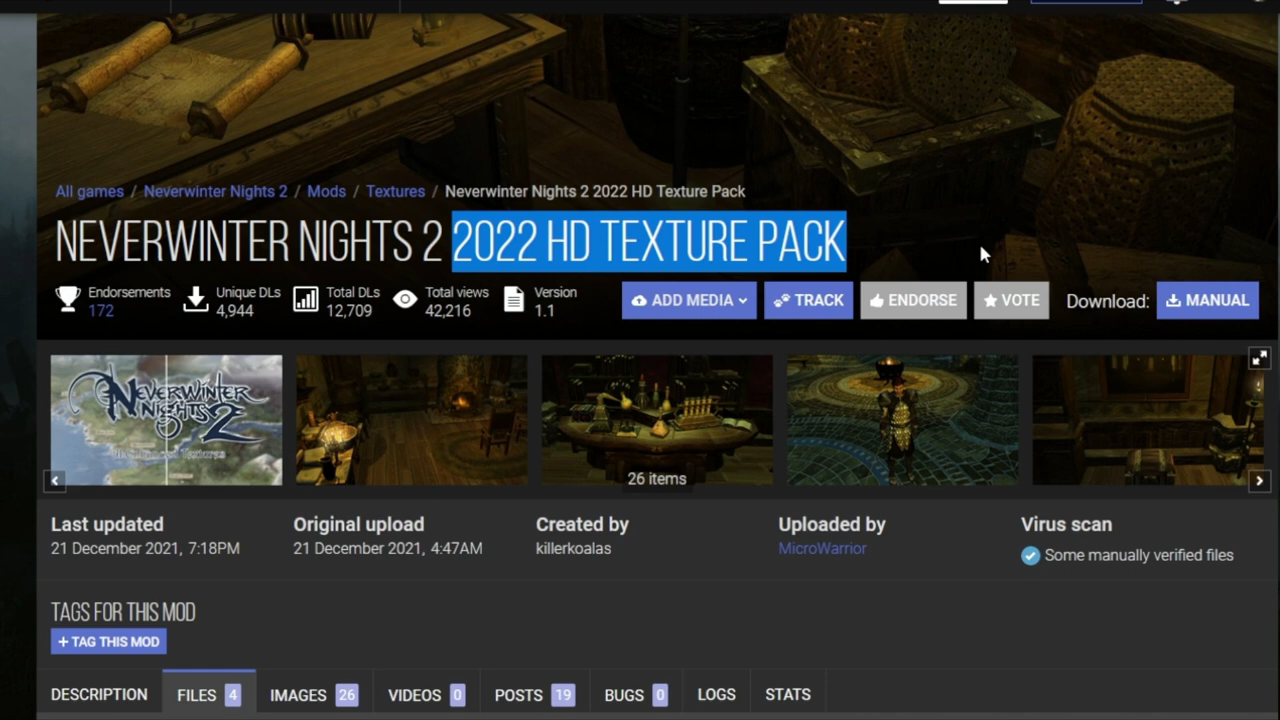 All games / Neverwinter Nights 2 / Mods / Textures / Neverwinter Nights 2 2022 HD Texture Pack
NEVERWINTER NIGHTS 2 2022 HD TEXTURE PACK
Endorsements Unique DLs Total DLs Total views Version
172 4,944 12,709 42,216 1.1
ADD MEDIA TRACK ENDORSE VOTE Download: MANUAL
NEVERWINTER
NIGHTS 2
26 items
Last updated Original upload Created by Uploaded by Virus scan
21 December 2021, 7:18PM 21 December 2021, 4:47AM killerkoalas MicroWarrior Some manually verified files
TAGS FOR THIS MOD
+ TAG THIS MOD
DESCRIPTION FILES 4 IMAGES 26 VIDEOS 0 POSTS 19 BUGS 0 LOGS STATS